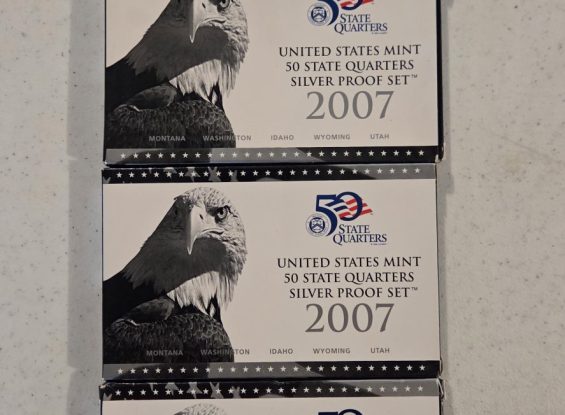 50
STATE
QUARTERS
UNITED STATES MINT
50 STATE QUARTERS
SILVER PROOF SET™
2007
MONTANA WASHINGTON IDAHO WYOMING UTAH
50
STATE
QUARTERS
UNITED STATES MINT
50 STATE QUARTERS
SILVER PROOF SET™
2007
MONTANA WASHINGTON IDAHO WYOMING UTAH
50